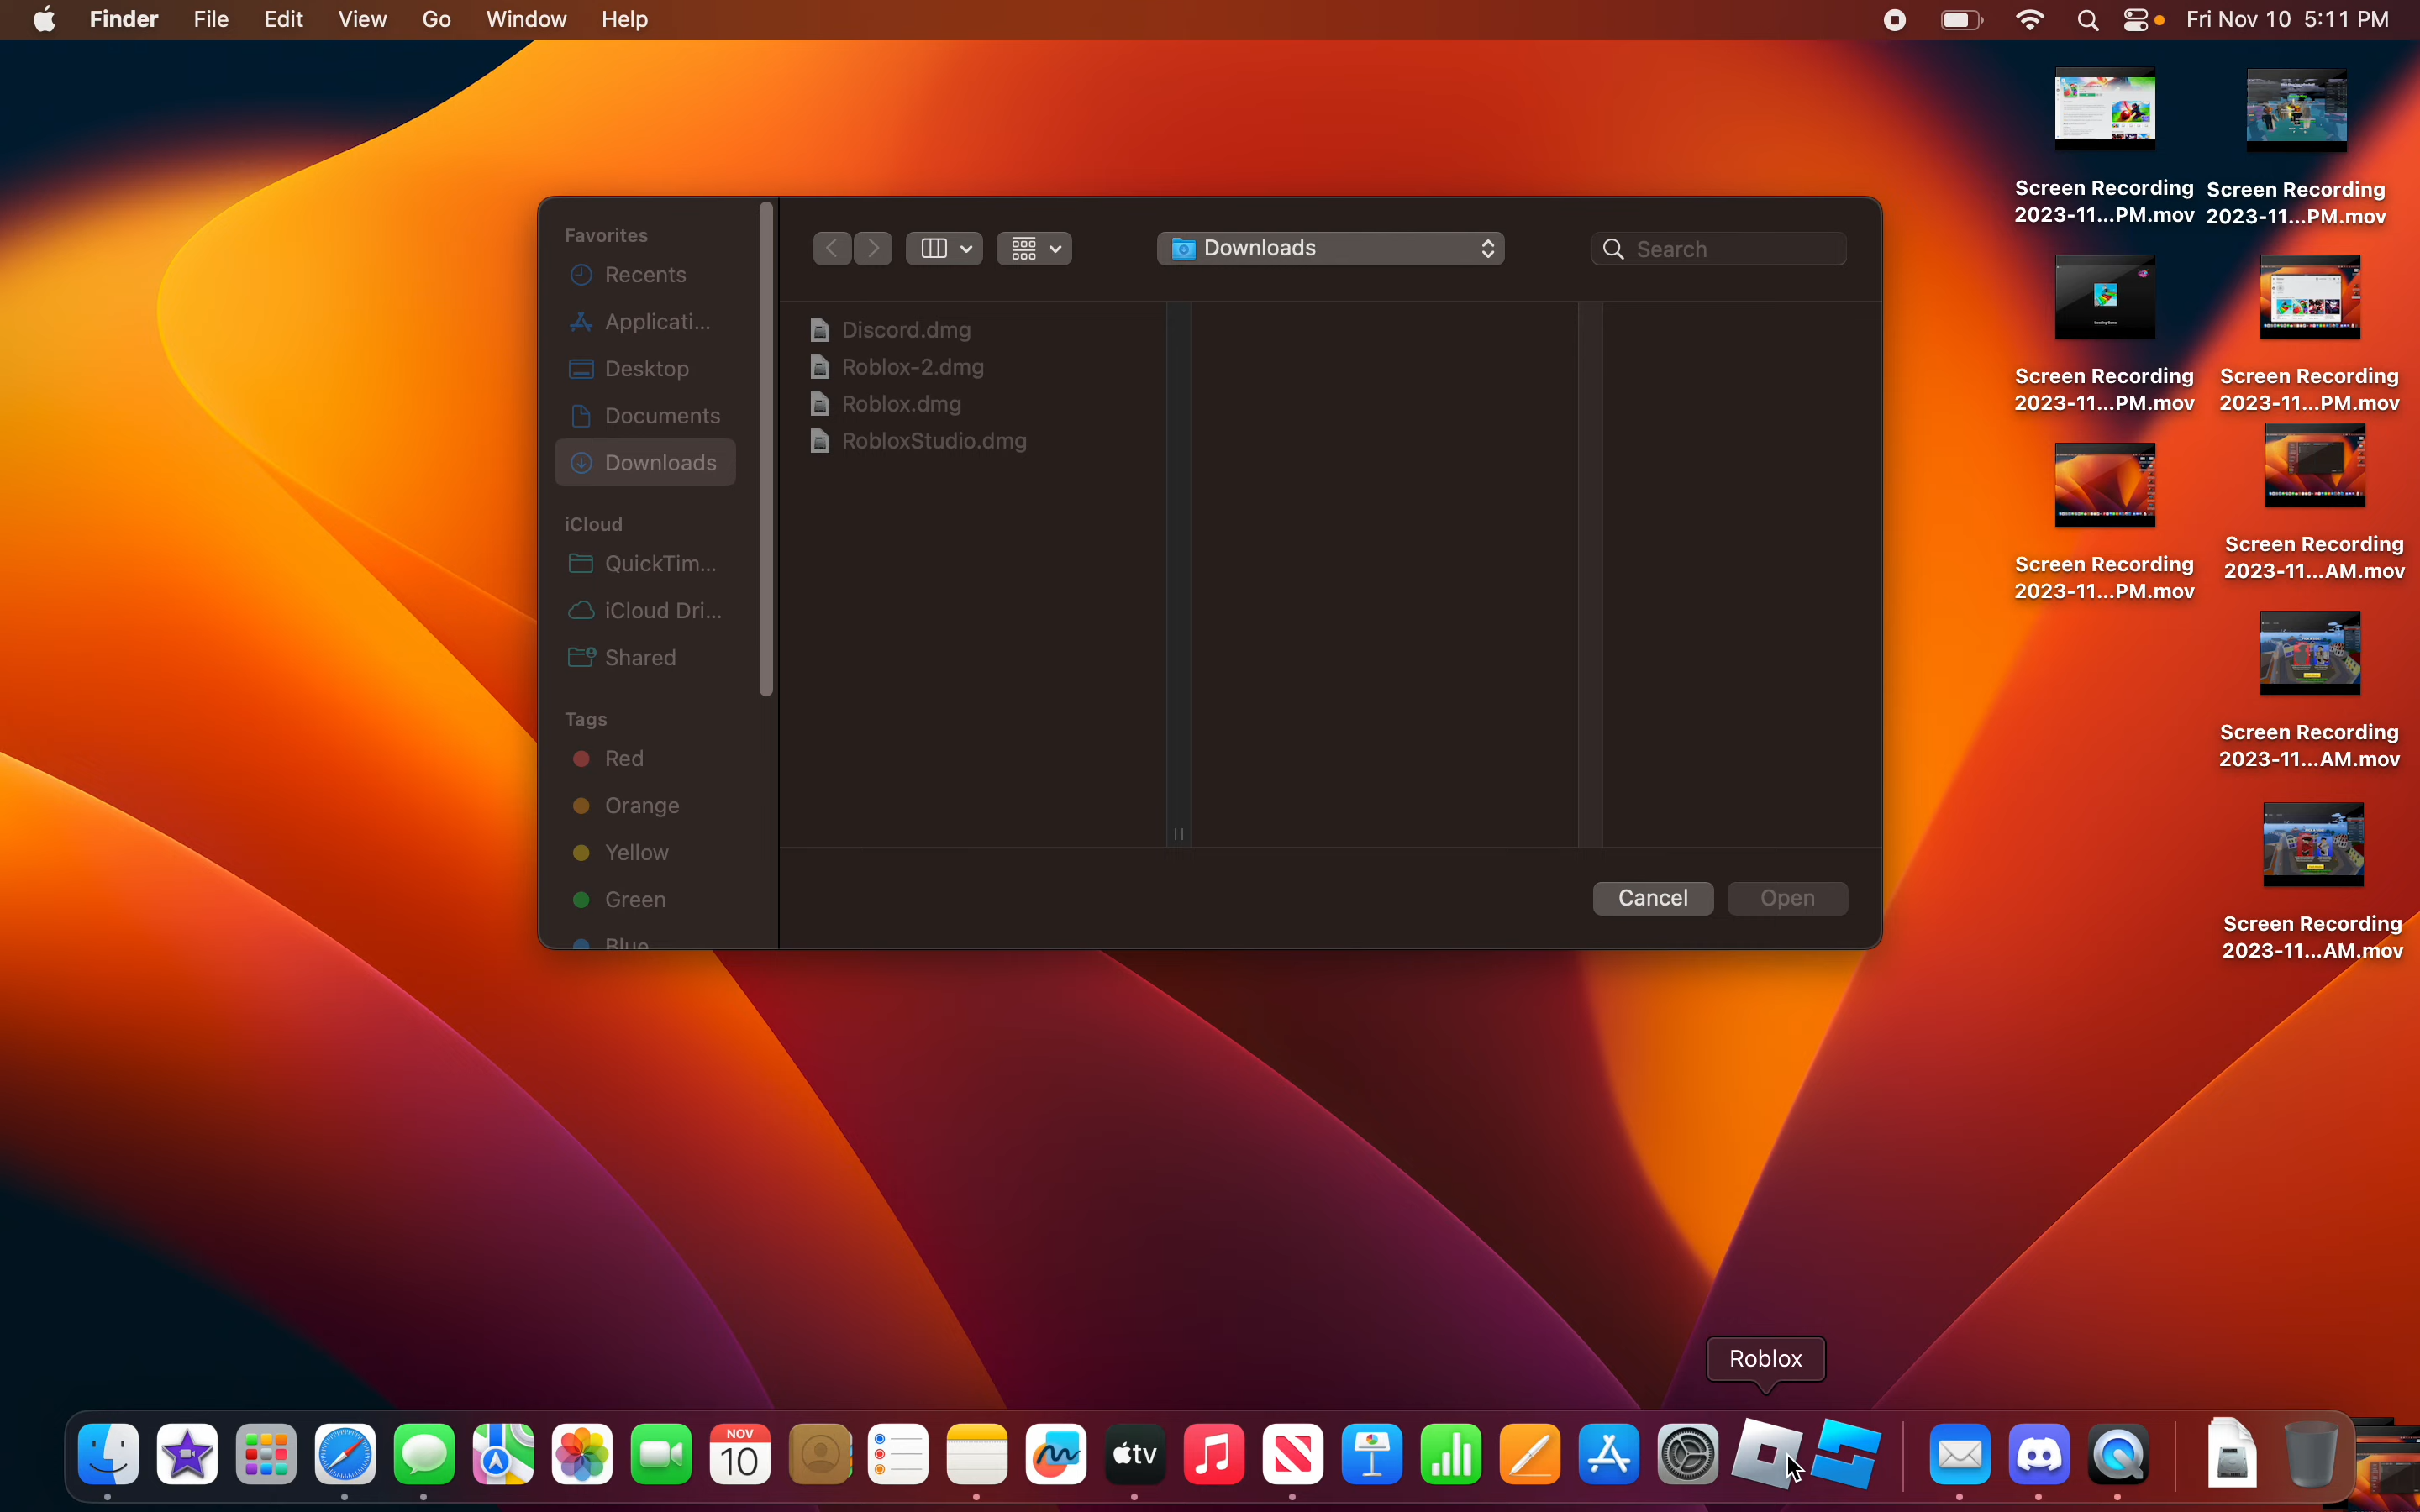 Finder File Edit View Go Window Help Fri Nov 10 5:11 PM
Screen Recording
2023-11...PM.mov
Screen Recording
2023-11...PM.mov
Screen Recording
2023-11...PM.mov
Screen Recording
2023-11...PM.mov
Screen Recording
2023-11...PM.mov
Screen Recording
2023-11...AM.mov
Screen Recording
2023-11...AM.mov
Screen Recording
2023-11...AM.mov
Favorites
Recents
Applicati...
Desktop
Documents
Downloads
iCloud
QuickTim...
iCloud Dri...
Shared
Tags
Red
Orange
Yellow
Green
Blue
Downloads
Search
Discord.dmg
Roblox-2.dmg
Roblox.dmg
RobloxStudio.dmg
Cancel Open
Roblox
NOV
10
tv